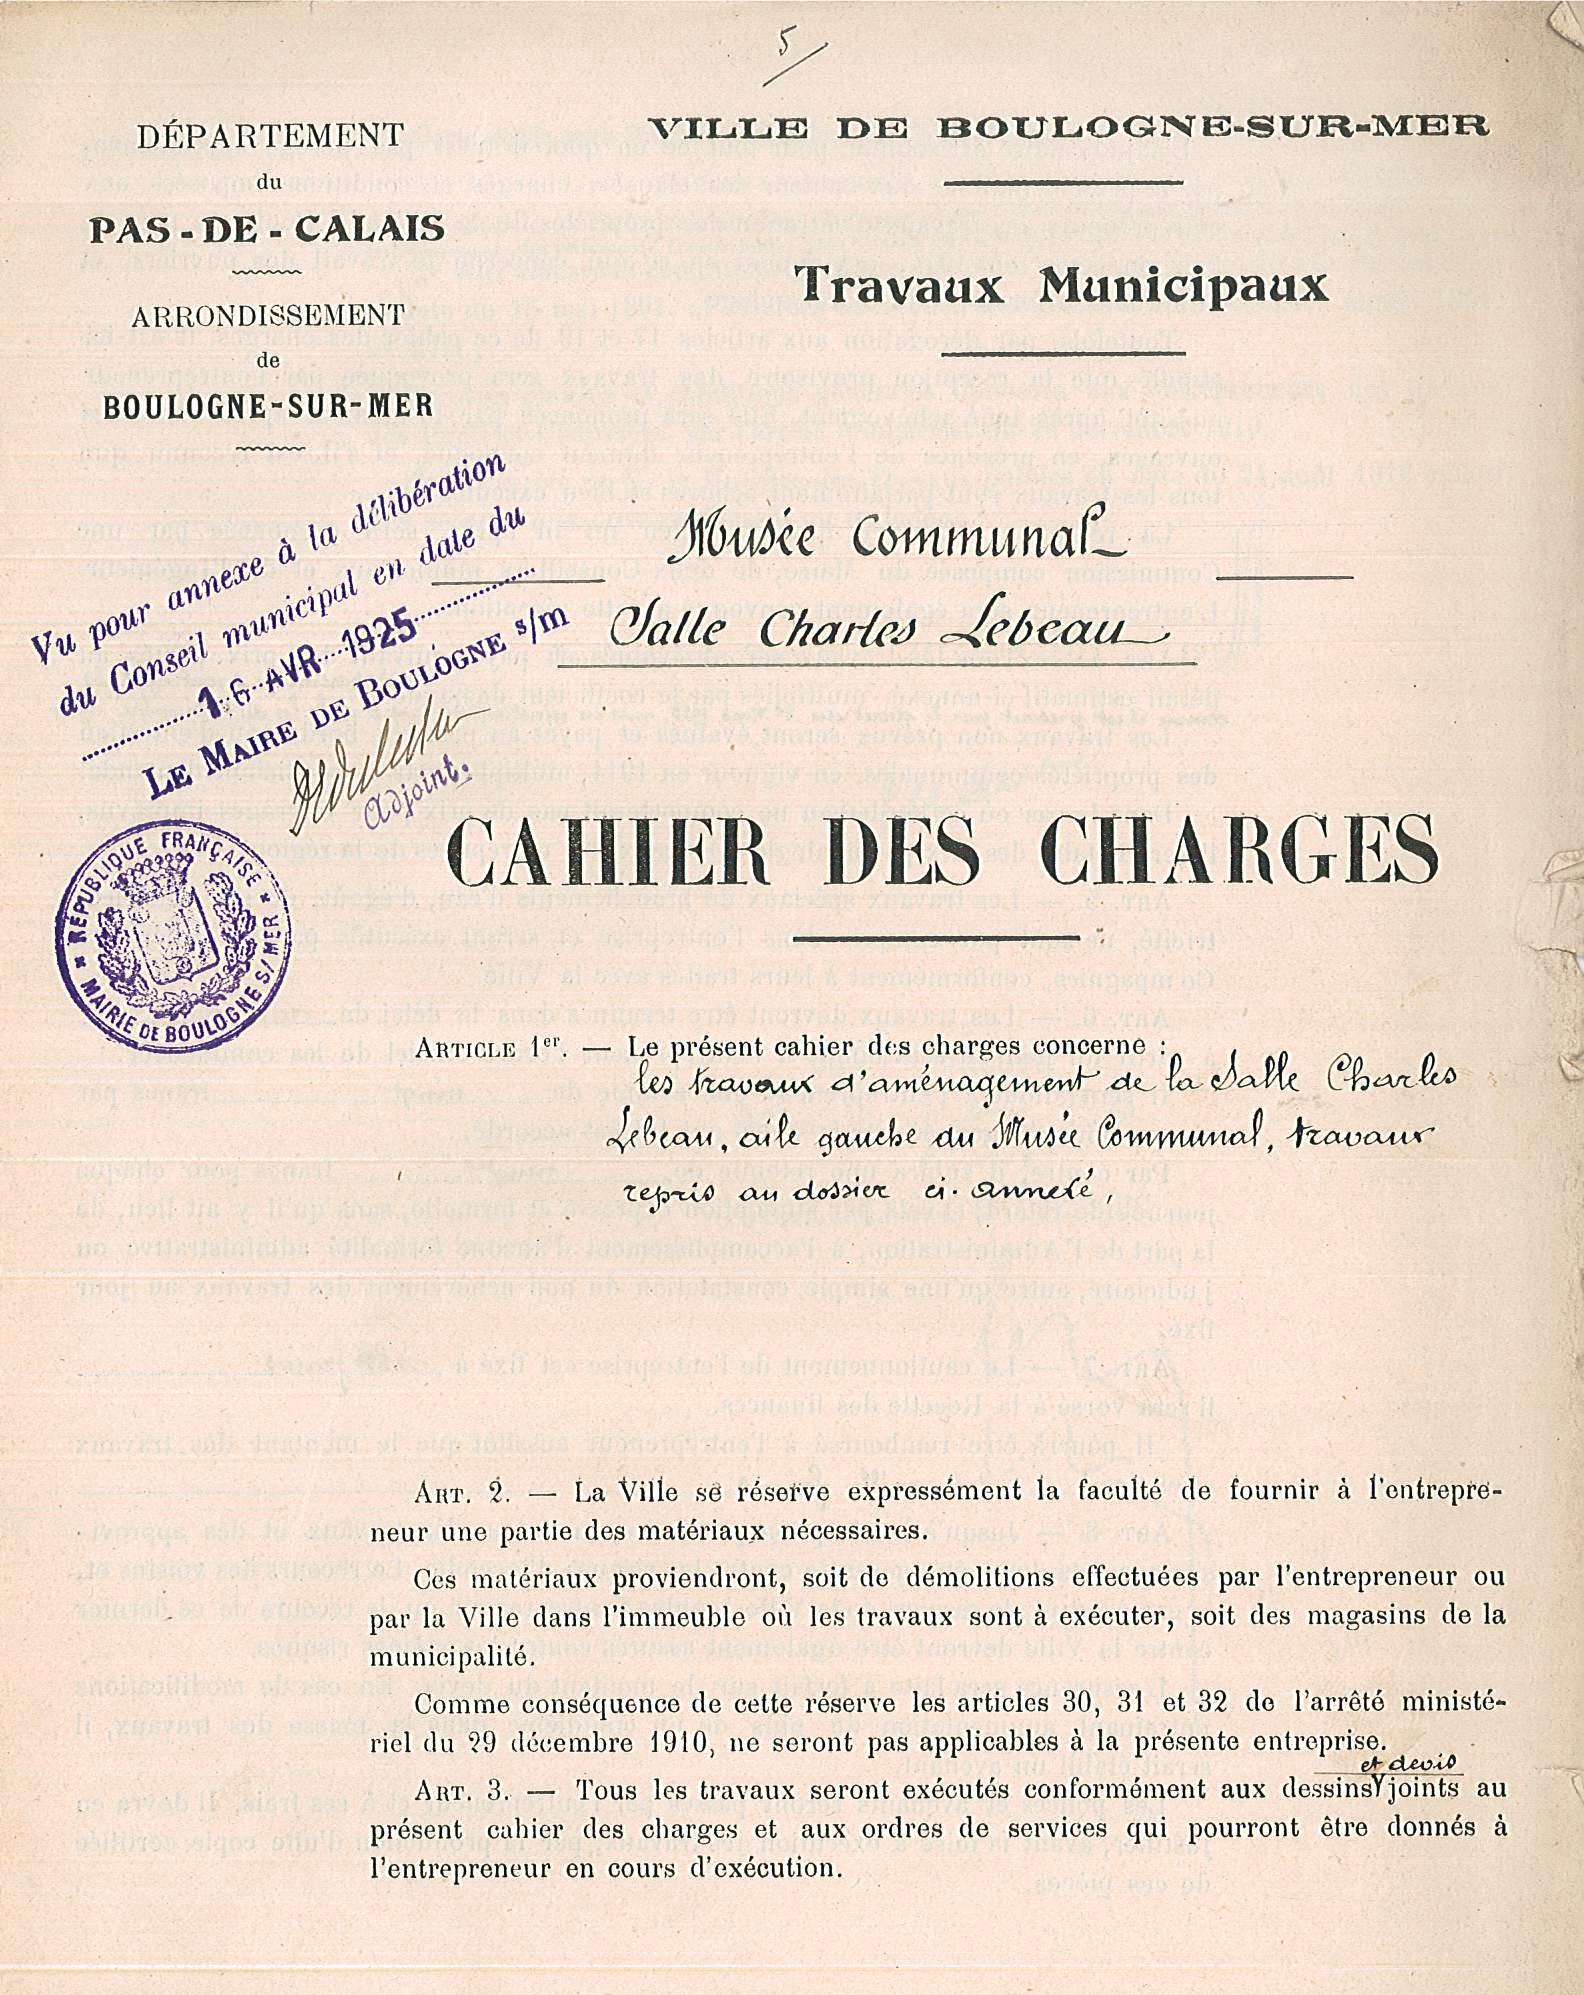 5
DÉPARTEMENT
du
PAS-DE-CALAIS
ARRONDISSEMENT
de
BOULOGNE-SUR-MER
VILLE DE BOULOGNE-SUR-MER
Travaux Municipaux
Vu pour annexe à la délibération
du Conseil municipal en date du
16 AVR 1925
LE MAIRE DE BOULOGNE s/m
Adjoint.
RÉPUBLIQUE FRANÇAISE
MAIRIE DE BOULOGNE S/MER
Musée Communal
Salle Charles Lebeau
CAHIER DES CHARGES
ARTICLE 1er. — Le présent cahier des charges concerne :
les travaux d'aménagement de la Salle Charles
Lebeau, aile gauche du Musée Communal, travaux
repris au dossier ci-annexé,
ART. 2. — La Ville se réserve expressément la faculté de fournir à l'entrepre-
neur une partie des matériaux nécessaires.
Ces matériaux proviendront, soit de démolitions effectuées par l'entrepreneur ou
par la Ville dans l'immeuble où les travaux sont à exécuter, soit des magasins de la
municipalité.
Comme conséquence de cette réserve les articles 30, 31 et 32 de l'arrêté ministé-
riel du 29 décembre 1910, ne seront pas applicables à la présente entreprise.
et devis
ART. 3. — Tous les travaux seront exécutés conformément aux dessins joints au
présent cahier des charges et aux ordres de services qui pourront être donnés à
l'entrepreneur en cours d'exécution.